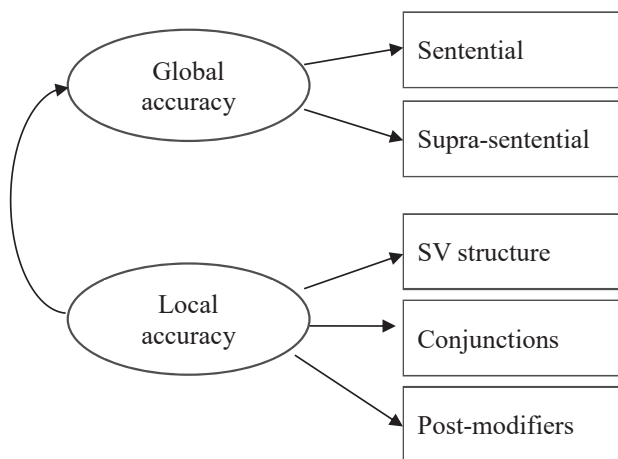 Global
accuracy
Sentential
Supra-sentential
Local
accuracy
SV structure
Conjunctions
Post-modifiers